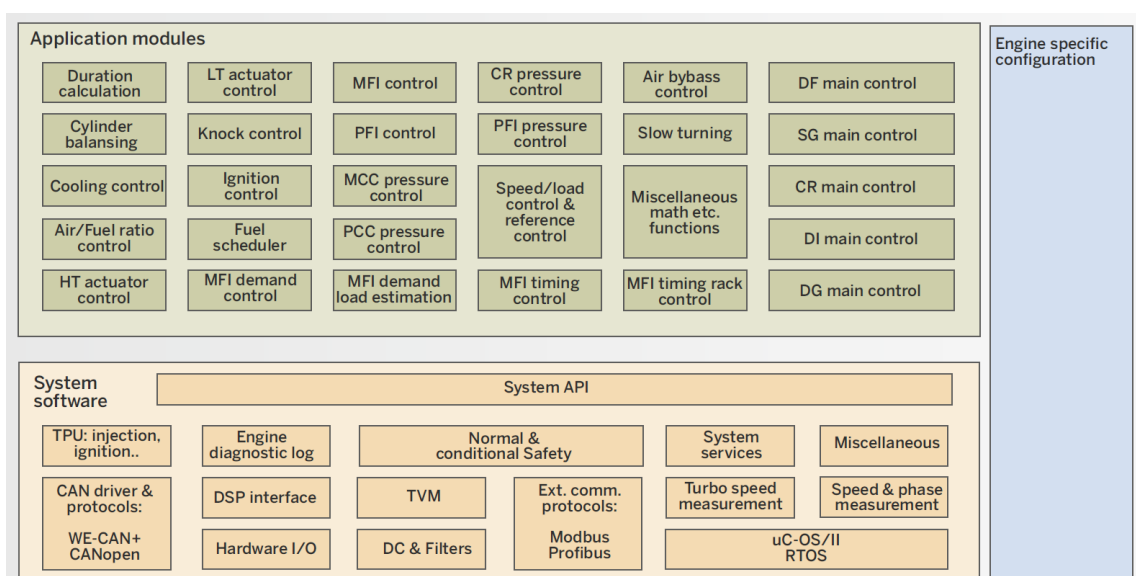 Application modules
Engine specific
configuration
Duration
calculation
LT actuator
control
MFI control
CR pressure
control
Air bybass
control
DF main control
Cylinder
balansing
Knock control
PFI control
PFI pressure
control
Slow turning
SG main control
Cooling control
Ignition
control
MCC pressure
control
Speed/load
control &
reference
control
Miscellaneous
math etc.
functions
CR main control
Air/Fuel ratio
control
Fuel
scheduler
PCC pressure
control
DI main control
HT actuator
control
MFI demand
control
MFI demand
load estimation
MFI timing
control
MFI timing rack
control
DG main control
System
software
System API
TPU: injection,
ignition..
Engine
diagnostic log
Normal &
conditional Safety
System
services
Miscellaneous
CAN driver &
protocols:
WE-CAN+
CANopen
DSP interface
TVM
Ext. comm.
protocols:
Modbus
Profibus
Turbo speed
measurement
Speed & phase
measurement
Hardware I/O
DC & Filters
uC-OS/II
RTOS